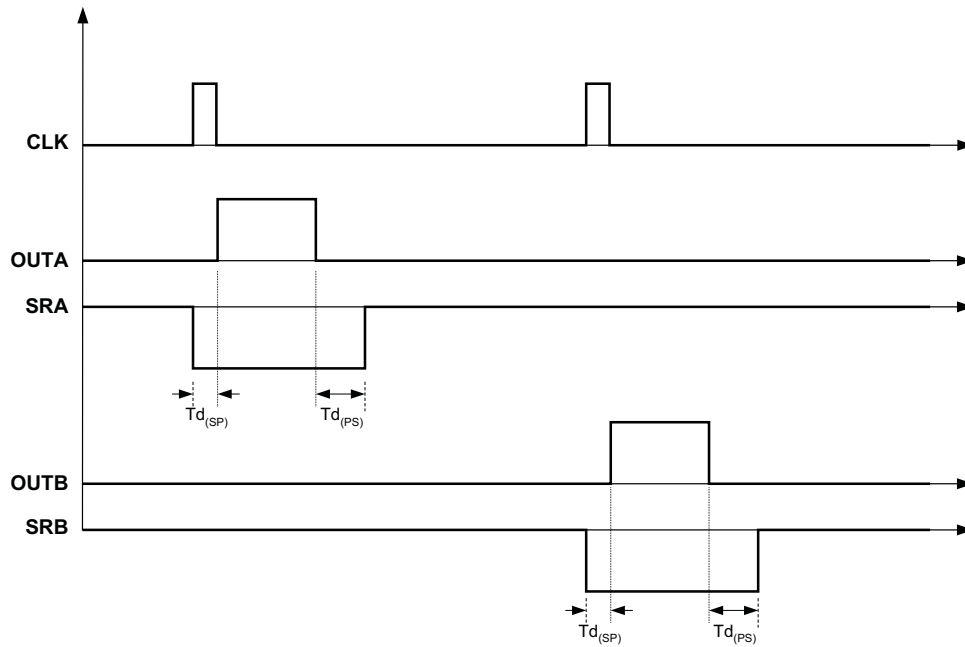 CLK
OUTA
SRA
Td(SP)
Td(PS)
OUTB
SRB
Td(SP)
Td(PS)